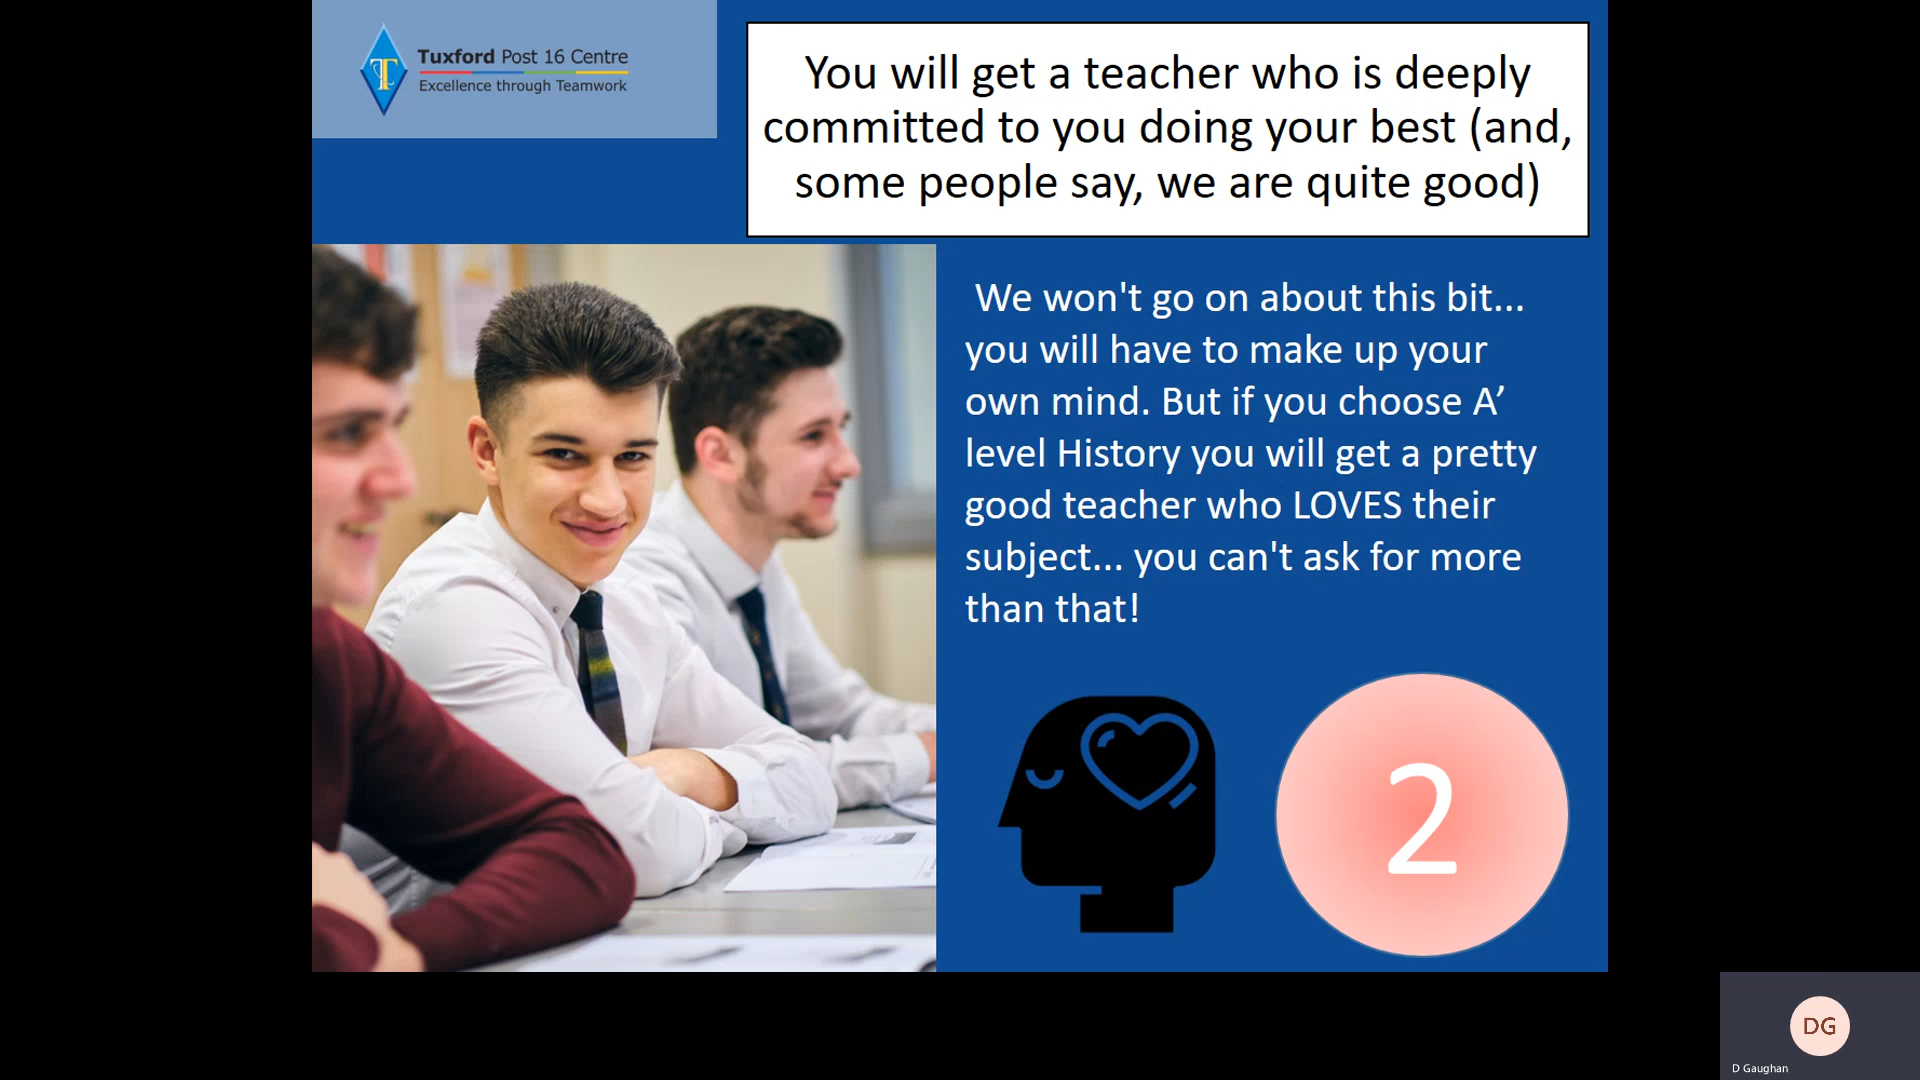 Tuxford Post 16 Centre
Excellence through Teamwork
You will get a teacher who is deeply
committed to you doing your best (and,
some people say, we are quite good)
We won't go on about this bit...
you will have to make up your
own mind. But if you choose A’
level History you will get a pretty
good teacher who LOVES their
subject... you can't ask for more
than that!
2
DG
D Gaughan